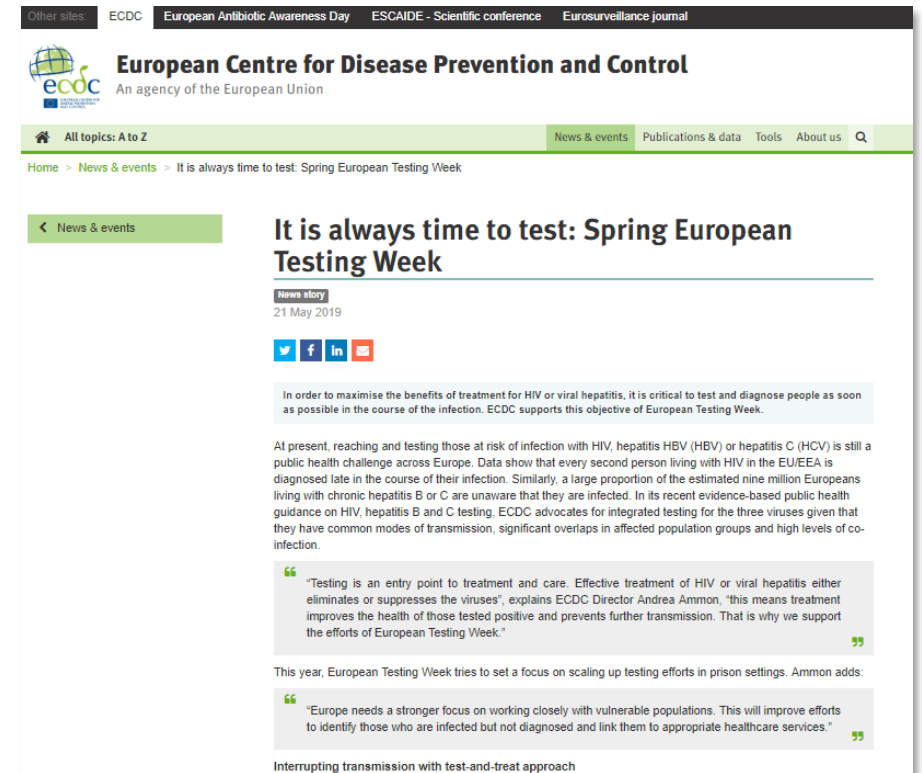 Other sites: ECDC European Antibiotic Awareness Day ESCAIDE - Scientific conference Eurosurveillance journal
ecdc
European Centre for Disease Prevention and Control
An agency of the European Union
All topics: A to Z News & events Publications & data Tools About us
Home > News & events > It is always time to test: Spring European Testing Week
News & events
It is always time to test: Spring European
Testing Week
News story
21 May 2019
In order to maximise the benefits of treatment for HIV or viral hepatitis, it is critical to test and diagnose people as soon
as possible in the course of the infection. ECDC supports this objective of European Testing Week.
At present, reaching and testing those at risk of infection with HIV, hepatitis HBV (HBV) or hepatitis C (HCV) is still a
public health challenge across Europe. Data show that every second person living with HIV in the EU/EEA is
diagnosed late in the course of their infection. Similarly, a large proportion of the estimated nine million Europeans
living with chronic hepatitis B or C are unaware that they are infected. In its recent evidence-based public health
guidance on HIV, hepatitis B and C testing, ECDC advocates for integrated testing for the three viruses given that
they have common modes of transmission, significant overlaps in affected population groups and high levels of co-
infection.
“Testing is an entry point to treatment and care. Effective treatment of HIV or viral hepatitis either
eliminates or suppresses the viruses”, explains ECDC Director Andrea Ammon, “this means treatment
improves the health of those tested positive and prevents further transmission. That is why we support
the efforts of European Testing Week.”
This year, European Testing Week tries to set a focus on scaling up testing efforts in prison settings. Ammon adds:
“Europe needs a stronger focus on working closely with vulnerable populations. This will improve efforts
to identify those who are infected but not diagnosed and link them to appropriate healthcare services.”
Interrupting transmission with test-and-treat approach